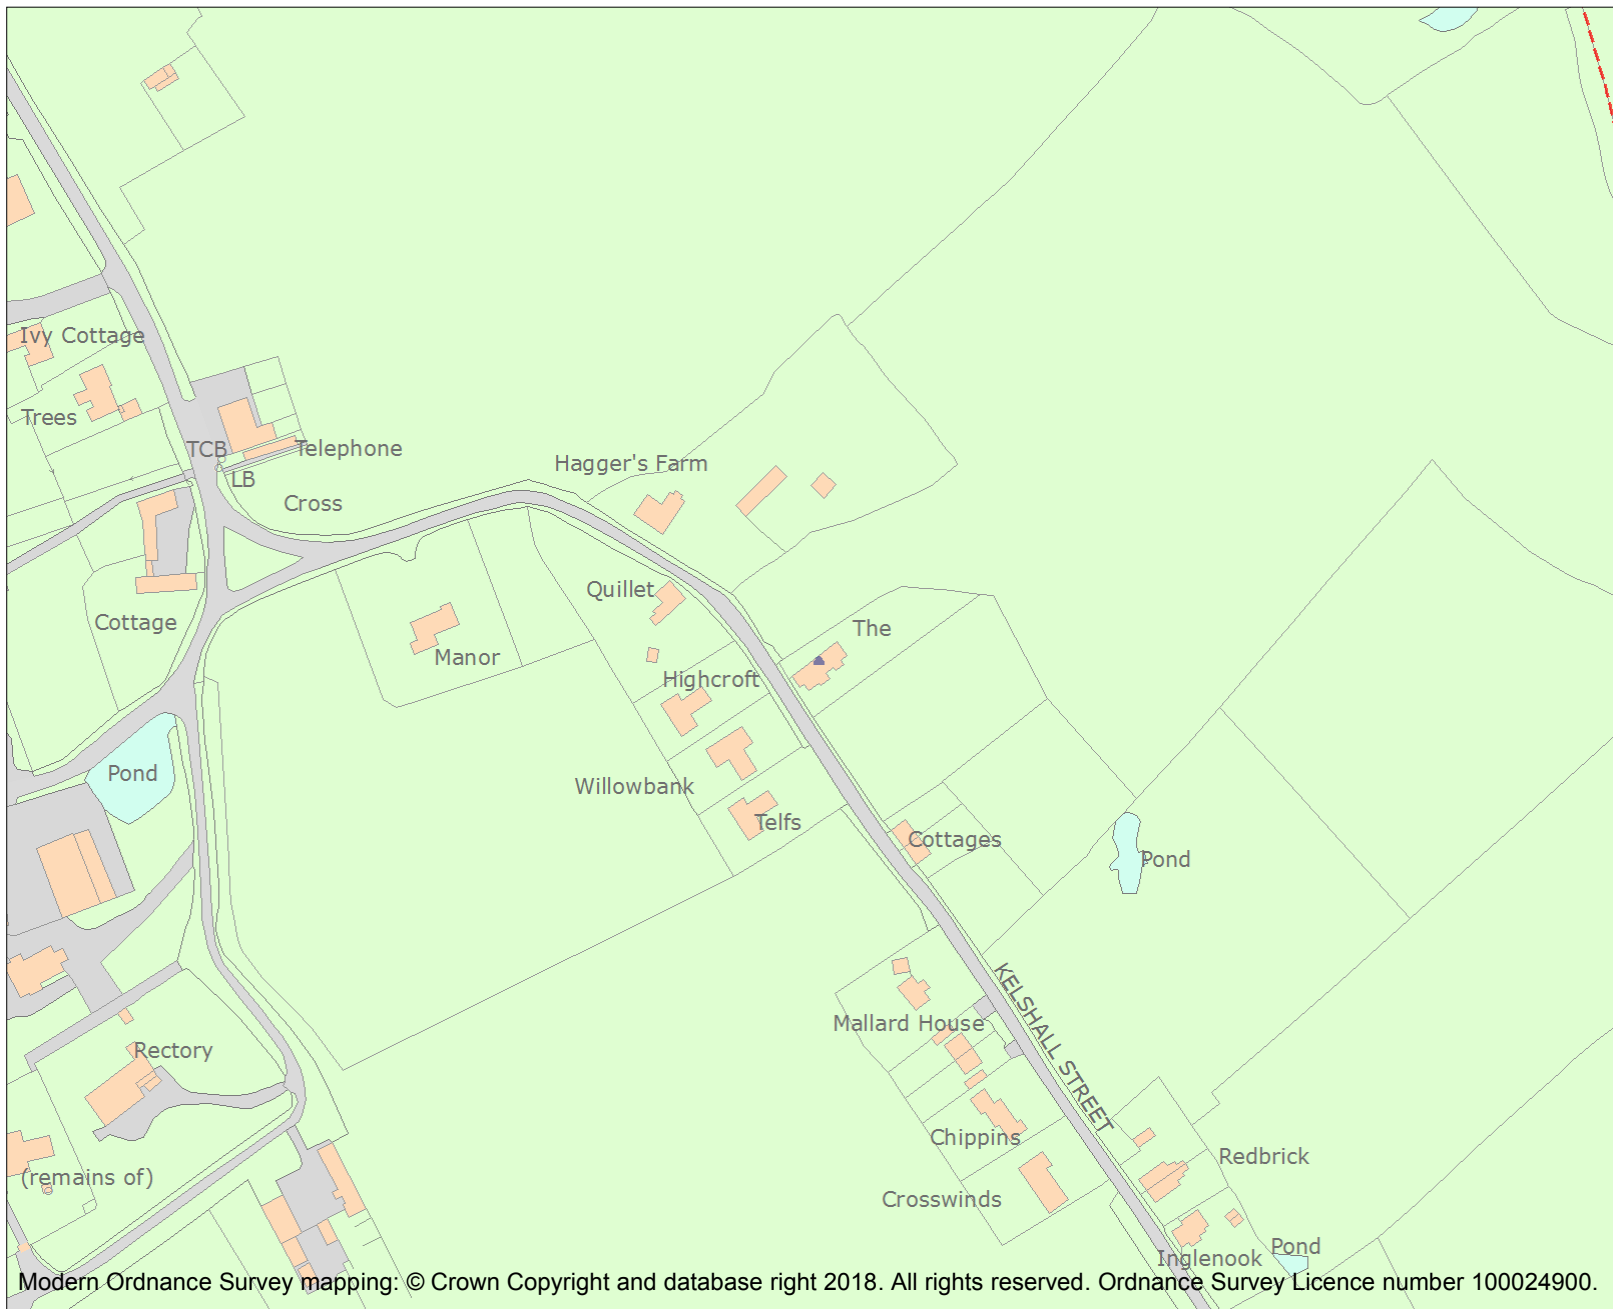 Ivy Cottage
Trees
TCB
Telephone
LB
Cross
Hagger's Farm
Quillet
Cottage
The
Manor
Highcroft
Pond
Willowbank
Telfs
Cottages
Pond
KELSHALL STREET
Mallard House
Rectory
Chippins
Redbrick
(remains of)
Crosswinds
Pond
Inglenook
Modern Ordnance Survey mapping: © Crown Copyright and database right 2018. All rights reserved. Ordnance Survey Licence number 100024900.